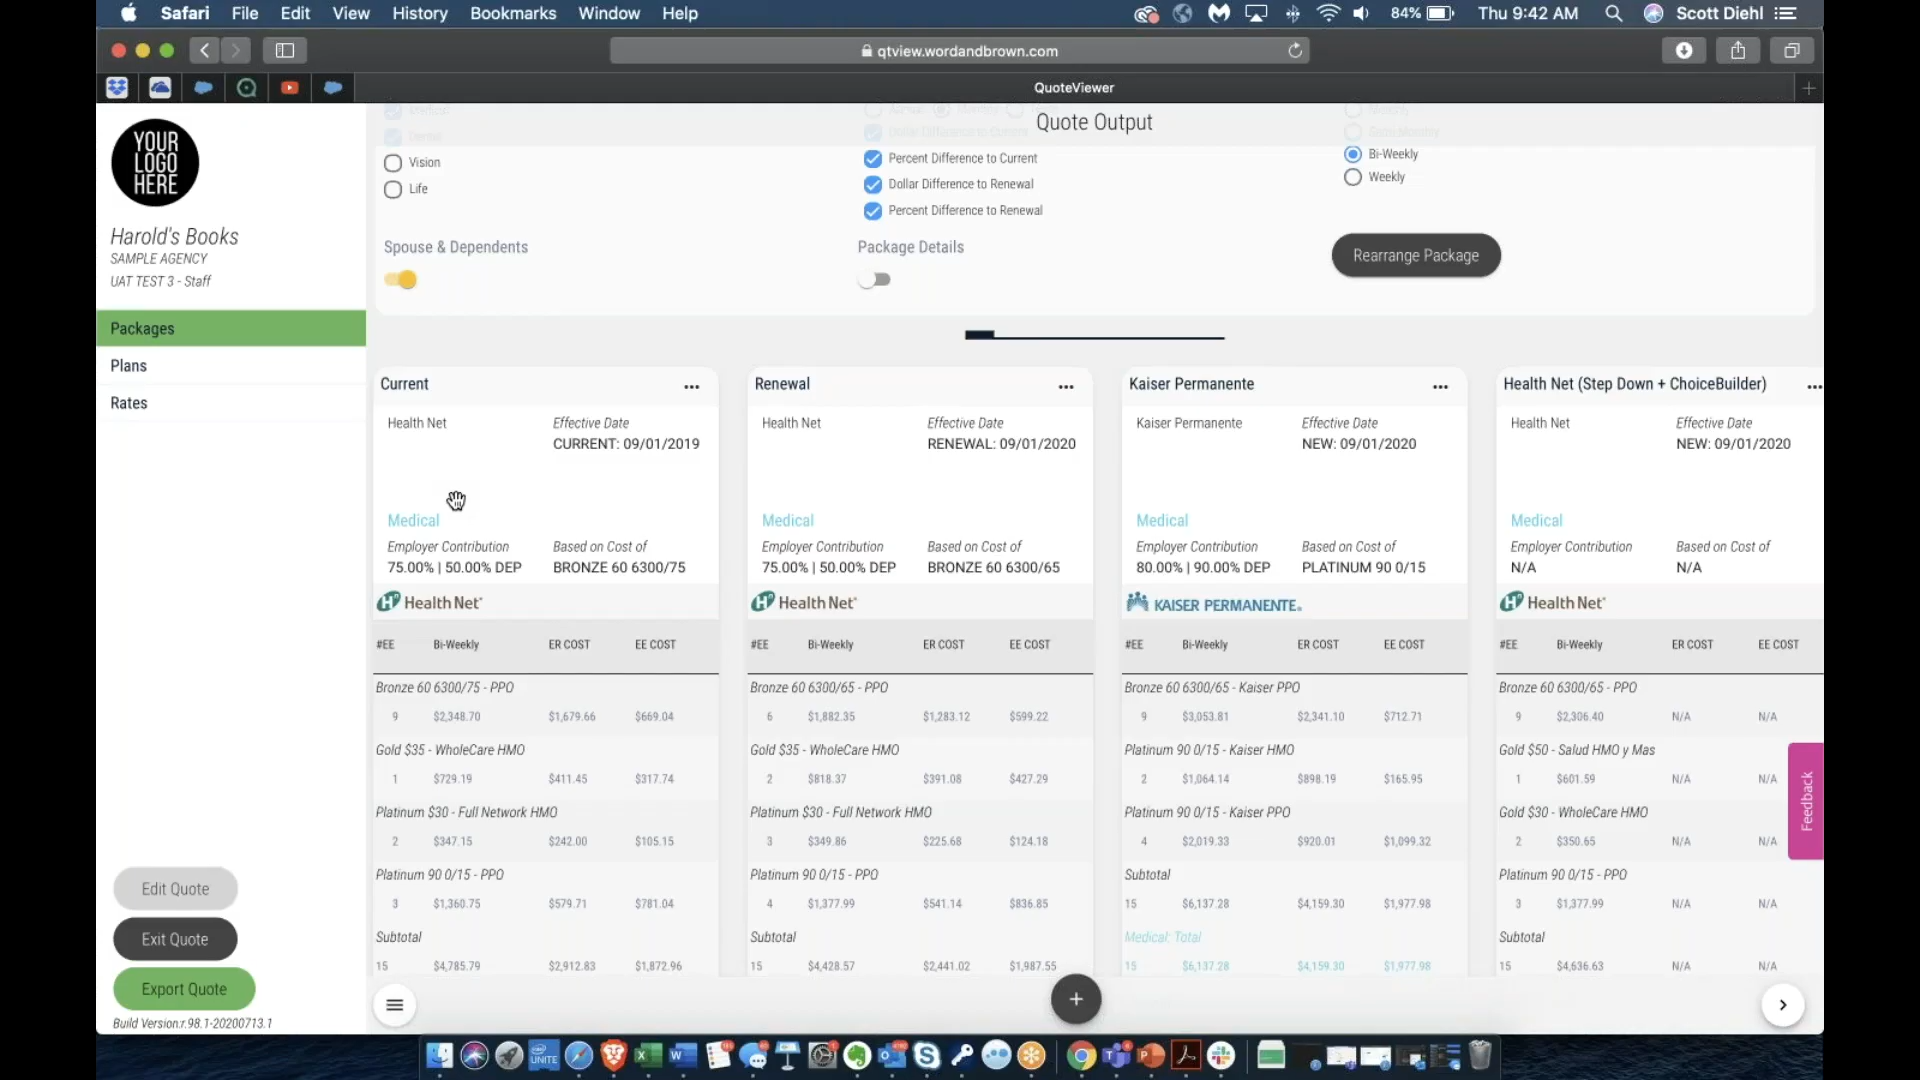 Safari File Edit View History Bookmarks Window Help 84% Thu 9:42 AM Scott Diehl
qtview.wordandbrown.com
QuoteViewer
YOUR
LOGO
HERE
Harold's Books
SAMPLE AGENCY
UAT TEST 3 - Staff
Packages
Plans
Rates
Edit Quote
Exit Quote
Export Quote
Build Version:r.98.1-20200713.1
Quote Output
Dental
Dollar Difference to Current
Semi-Monthly
Vision Percent Difference to Current Bi-Weekly
Life Dollar Difference to Renewal Weekly
Percent Difference to Renewal
Spouse & Dependents Package Details Rearrange Package
Current ...
Health Net Effective Date
CURRENT: 09/01/2019
Medical
Employer Contribution Based on Cost of
75.00% | 50.00% DEP BRONZE 60 6300/75
Health Net
#EE Bi-Weekly ER COST EE COST
Bronze 60 6300/75 - PPO
9 $2,348.70 $1,679.66 $669.04
Gold $35 - WholeCare HMO
1 $729.19 $411.45 $317.74
Platinum $30 - Full Network HMO
2 $347.15 $242.00 $105.15
Platinum 90 0/15 - PPO
3 $1,360.75 $579.71 $781.04
Subtotal
15 $4,785.79 $2,912.83 $1,872.96
Renewal ...
Health Net Effective Date
RENEWAL: 09/01/2020
Medical
Employer Contribution Based on Cost of
75.00% | 50.00% DEP BRONZE 60 6300/65
Health Net
#EE Bi-Weekly ER COST EE COST
Bronze 60 6300/65 - PPO
6 $1,882.35 $1,283.12 $599.22
Gold $35 - WholeCare HMO
2 $818.37 $391.08 $427.29
Platinum $30 - Full Network HMO
3 $349.86 $225.68 $124.18
Platinum 90 0/15 - PPO
4 $1,377.99 $541.14 $836.85
Subtotal
15 $4,428.57 $2,441.02 $1,987.55
Kaiser Permanente ...
Kaiser Permanente Effective Date
NEW: 09/01/2020
Medical
Employer Contribution Based on Cost of
80.00% | 90.00% DEP PLATINUM 90 0/15
KAISER PERMANENTE.
#EE Bi-Weekly ER COST EE COST
Bronze 60 6300/65 - Kaiser PPO
9 $3,053.81 $2,341.10 $712.71
Platinum 90 0/15 - Kaiser HMO
2 $1,064.14 $898.19 $165.95
Platinum 90 0/15 - Kaiser PPO
4 $2,019.33 $920.01 $1,099.32
Subtotal
15 $6,137.28 $4,159.30 $1,977.98
Medical: Total
15 $6,137.28 $4,159.30 $1,977.98
Health Net (Step Down + ChoiceBuilder) ...
Health Net Effective Date
NEW: 09/01/2020
Medical
Employer Contribution Based on Cost of
N/A N/A
Health Net
#EE Bi-Weekly ER COST EE COST
Bronze 60 6300/65 - PPO
9 $2,306.40 N/A N/A
Gold $50 - Salud HMO y Mas
1 $601.59 N/A N/A
Gold $30 - WholeCare HMO
2 $350.65 N/A N/A
Platinum 90 0/15 - PPO
3 $1,377.99 N/A N/A
Subtotal
15 $4,636.63 N/A N/A
Feedback